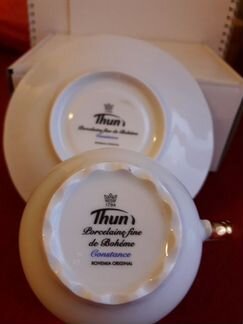 Thun
Porcelaine fine de Bohême
Constance
1794
Thun
Porcelaine fine
de Bohême
Constance
BOHEMIA ORIGINAL